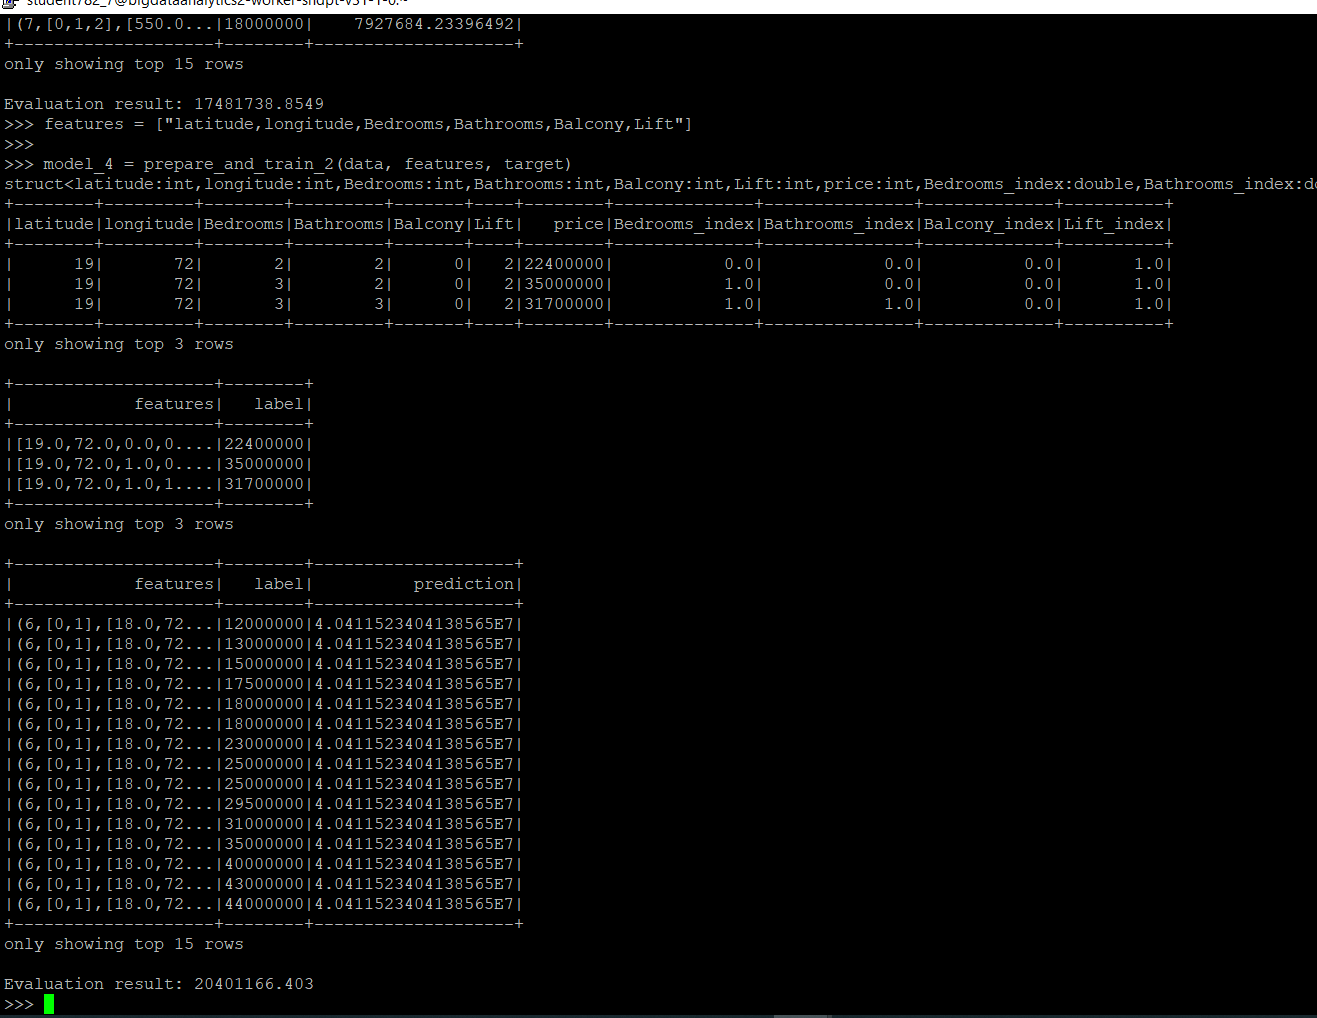 student782_7@bigdataanalytics2-worker-shdpt-v31-1-0:~
|(7,[0,1,2],[550.0...|18000000|    7927684.23396492|
+--------------------+--------+--------------------+
only showing top 15 rows
Evaluation result: 17481738.8549
>>> features = ["latitude,longitude,Bedrooms,Bathrooms,Balcony,Lift"]
>>>
>>> model_4 = prepare_and_train_2(data, features, target)
struct<latitude:int,longitude:int,Bedrooms:int,Bathrooms:int,Balcony:int,Lift:int,price:int,Bedrooms_index:double,Bathrooms_index:do
+--------+---------+--------+---------+-------+----+--------+--------------+---------------+-------------+----------+
|latitude|longitude|Bedrooms|Bathrooms|Balcony|Lift|   price|Bedrooms_index|Bathrooms_index|Balcony_index|Lift_index|
+--------+---------+--------+---------+-------+----+--------+--------------+---------------+-------------+----------+
|      19|       72|       2|        2|      0|   2|22400000|           0.0|            0.0|          0.0|       1.0|
|      19|       72|       3|        2|      0|   2|35000000|           1.0|            0.0|          0.0|       1.0|
|      19|       72|       3|        3|      0|   2|31700000|           1.0|            1.0|          0.0|       1.0|
+--------+---------+--------+---------+-------+----+--------+--------------+---------------+-------------+----------+
only showing top 3 rows
+--------------------+--------+
|            features|   label|
+--------------------+--------+
|[19.0,72.0,0.0,0....|22400000|
|[19.0,72.0,1.0,0....|35000000|
|[19.0,72.0,1.0,1....|31700000|
+--------------------+--------+
only showing top 3 rows
+--------------------+--------+--------------------+
|            features|   label|          prediction|
+--------------------+--------+--------------------+
|(6,[0,1],[18.0,72...|12000000|4.0411523404138565E7|
|(6,[0,1],[18.0,72...|13000000|4.0411523404138565E7|
|(6,[0,1],[18.0,72...|15000000|4.0411523404138565E7|
|(6,[0,1],[18.0,72...|17500000|4.0411523404138565E7|
|(6,[0,1],[18.0,72...|18000000|4.0411523404138565E7|
|(6,[0,1],[18.0,72...|18000000|4.0411523404138565E7|
|(6,[0,1],[18.0,72...|23000000|4.0411523404138565E7|
|(6,[0,1],[18.0,72...|25000000|4.0411523404138565E7|
|(6,[0,1],[18.0,72...|25000000|4.0411523404138565E7|
|(6,[0,1],[18.0,72...|29500000|4.0411523404138565E7|
|(6,[0,1],[18.0,72...|31000000|4.0411523404138565E7|
|(6,[0,1],[18.0,72...|35000000|4.0411523404138565E7|
|(6,[0,1],[18.0,72...|40000000|4.0411523404138565E7|
|(6,[0,1],[18.0,72...|43000000|4.0411523404138565E7|
|(6,[0,1],[18.0,72...|44000000|4.0411523404138565E7|
+--------------------+--------+--------------------+
only showing top 15 rows
Evaluation result: 20401166.403
>>>